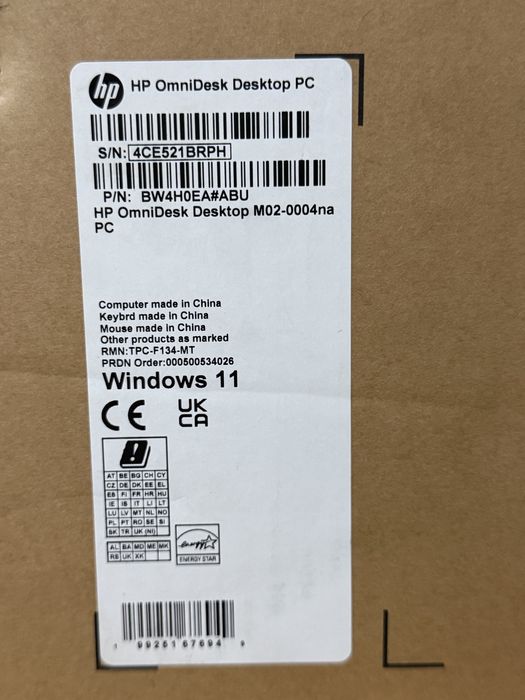 hp HP OmniDesk Desktop PC
S/N: 4CE521BRPH
P/N: BW4H0EA#ABU
HP OmniDesk Desktop M02-0004na
PC
Computer made in China
Keybrd made in China
Mouse made in China
Other products as marked
RMN:TPC-F134-MT
PRDN Order:000500534026
Windows 11
CE UK
CA
AT BE BG CH CY
CZ DE DK EE EL
ES FI FR HR HU
IE IS IT LI LT
LU LV MT NL NO
PL PT RO SE SI
SK TR UK (NI)
AL BA MD ME MK
RS UK XK
energy
ENERGY STAR
1 99261 67694 9